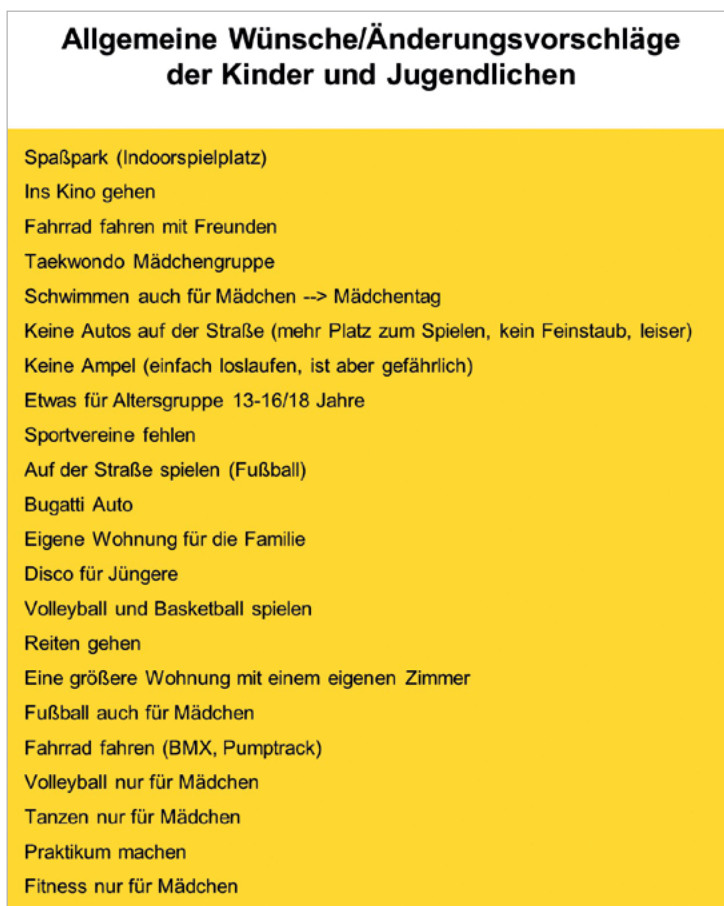 Allgemeine Wünsche/Änderungsvorschläge
der Kinder und Jugendlichen
Spaßpark (Indoorspielplatz)
Ins Kino gehen
Fahrrad fahren mit Freunden
Taekwondo Mädchengruppe
Schwimmen auch für Mädchen --> Mädchentag
Keine Autos auf der Straße (mehr Platz zum Spielen, kein Feinstaub, leiser)
Keine Ampel (einfach loslaufen, ist aber gefährlich)
Etwas für Altersgruppe 13-16/18 Jahre
Sportvereine fehlen
Auf der Straße spielen (Fußball)
Bugatti Auto
Eigene Wohnung für die Familie
Disco für Jüngere
Volleyball und Basketball spielen
Reiten gehen
Eine größere Wohnung mit einem eigenen Zimmer
Fußball auch für Mädchen
Fahrrad fahren (BMX, Pumptrack)
Volleyball nur für Mädchen
Tanzen nur für Mädchen
Praktikum machen
Fitness nur für Mädchen